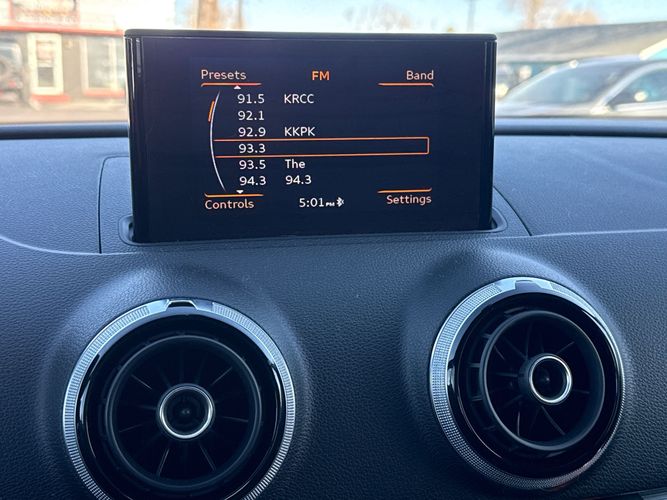 Presets FM Band
91.5 KRCC
92.1
92.9 KKPK
93.3
93.5 The
94.3 94.3
Controls 5:01 PM Settings